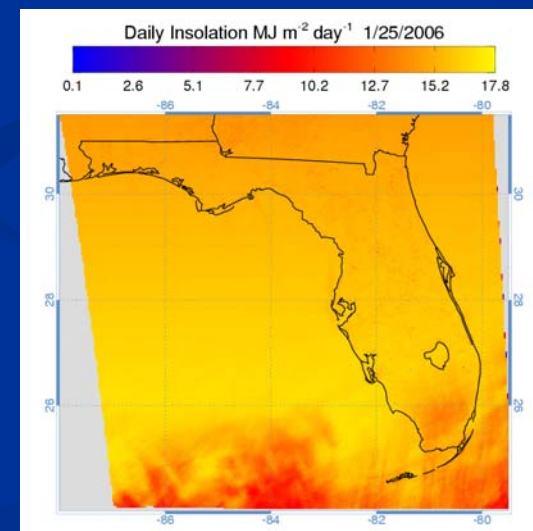 Daily Insolation MJ m⁻² day⁻¹ 1/25/2006
0.1 2.6 5.1 7.7 10.2 12.7 15.2 17.8
-86 -84 -82 -80
30 30
28 28
26 26
-86 -84 -82 -80